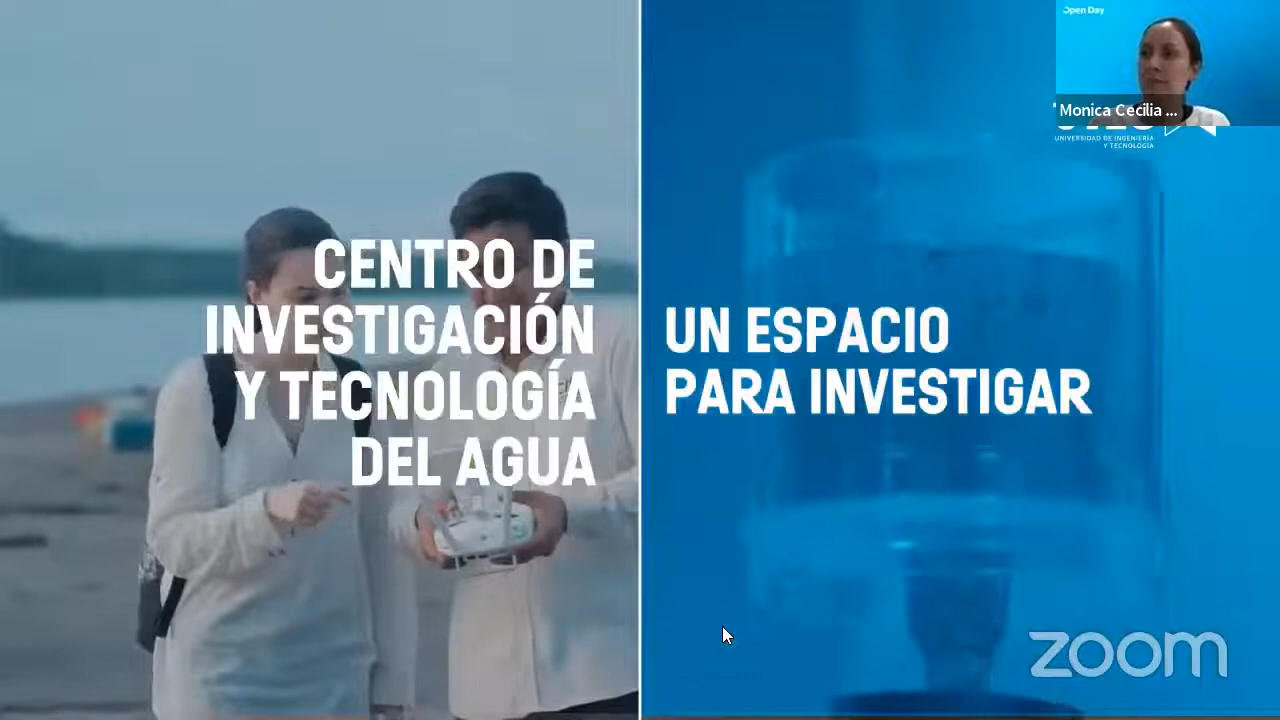 CENTRO DE
INVESTIGACIÓN
Y TECNOLOGÍA
DEL AGUA
UN ESPACIO
PARA INVESTIGAR
Open Day
Monica Cecilia ...
UNIVERSIDAD DE INGENIERÍA
Y TECNOLOGÍA
zoom